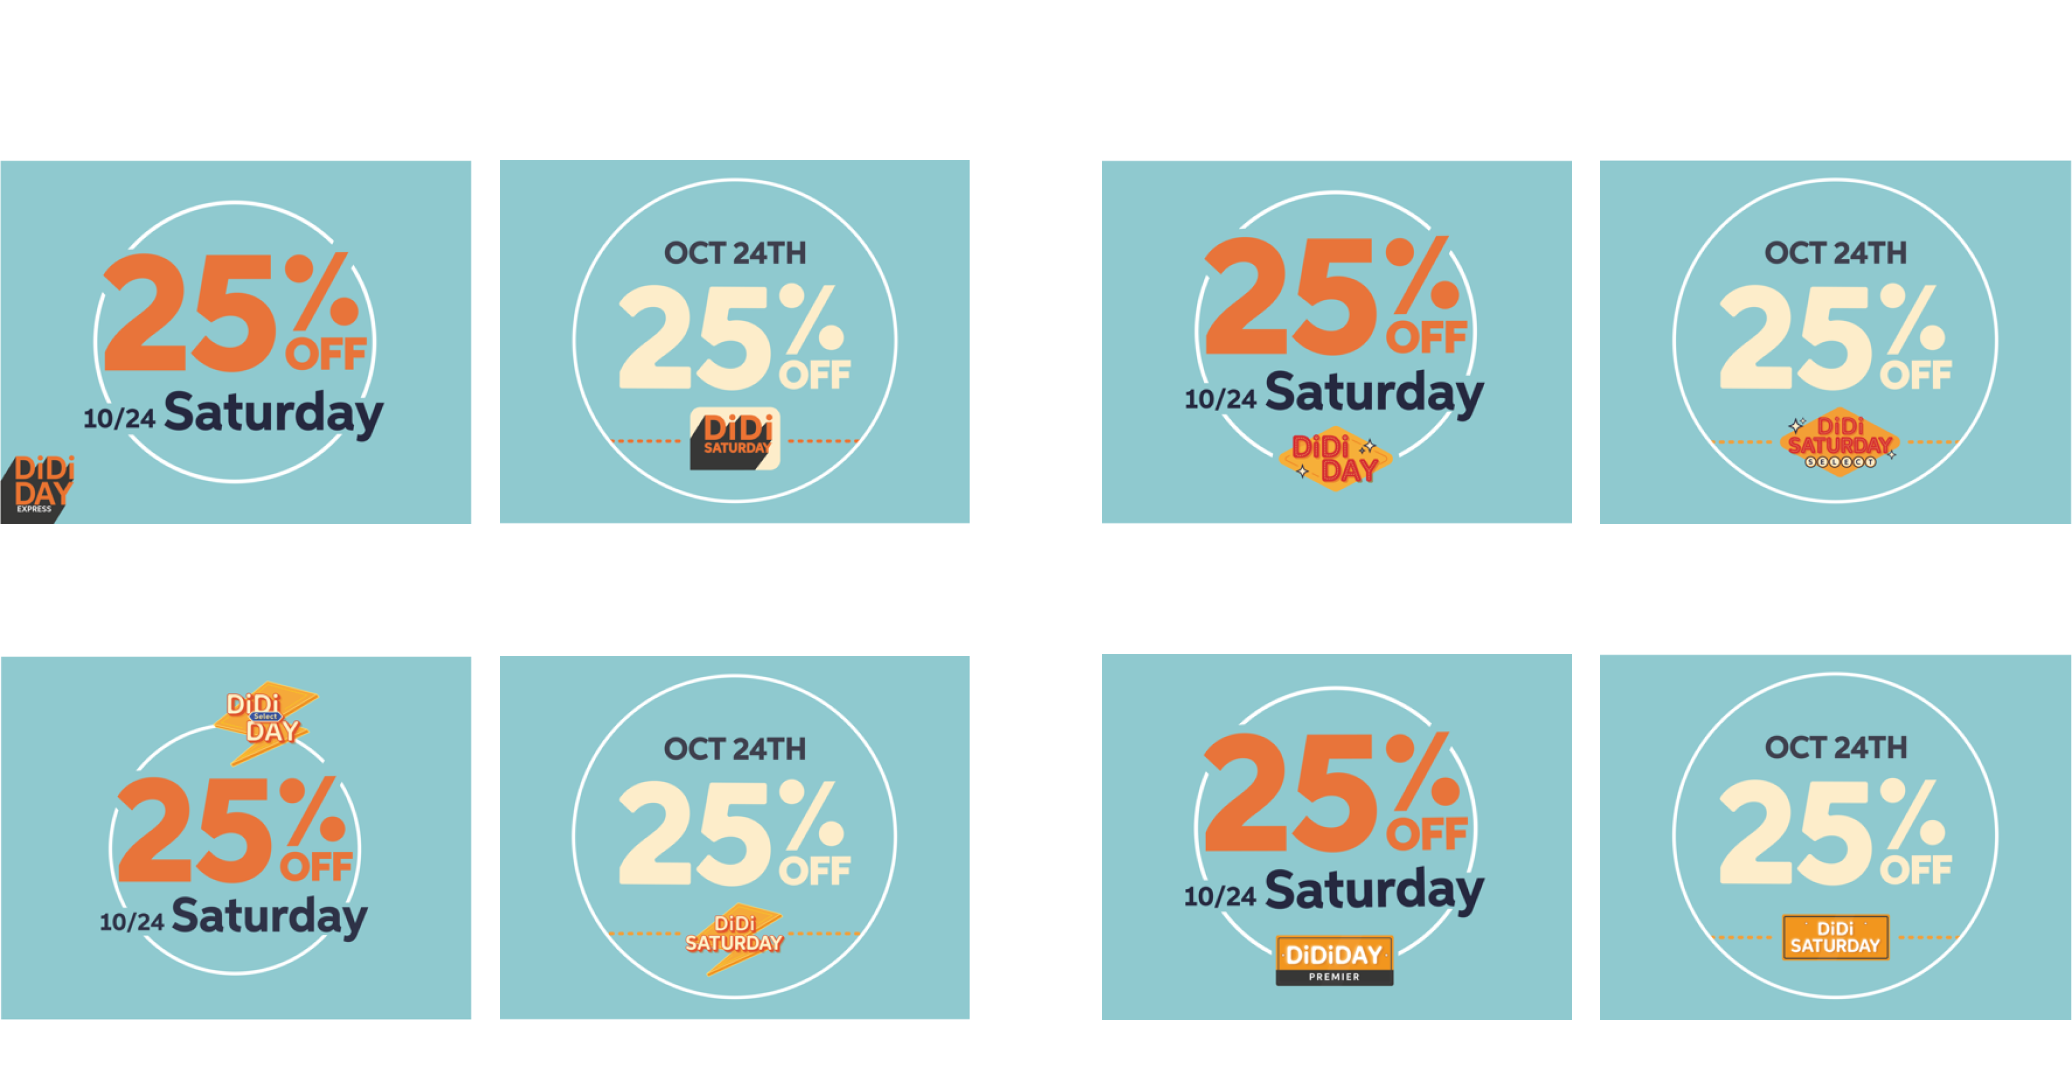 25%
OFF
10/24 Saturday
DiDi
DAY
EXPRESS
OCT 24TH
25%
OFF
DiDi
SATURDAY
25%
OFF
10/24 Saturday
DiDi
DAY
OCT 24TH
25%
OFF
DiDi
SATURDAY
SELECT
DiDi
Select
DAY
25%
OFF
10/24 Saturday
OCT 24TH
25%
OFF
DiDi
SATURDAY
25%
OFF
10/24 Saturday
DiDiDAY
PREMIER
OCT 24TH
25%
OFF
DiDi
SATURDAY